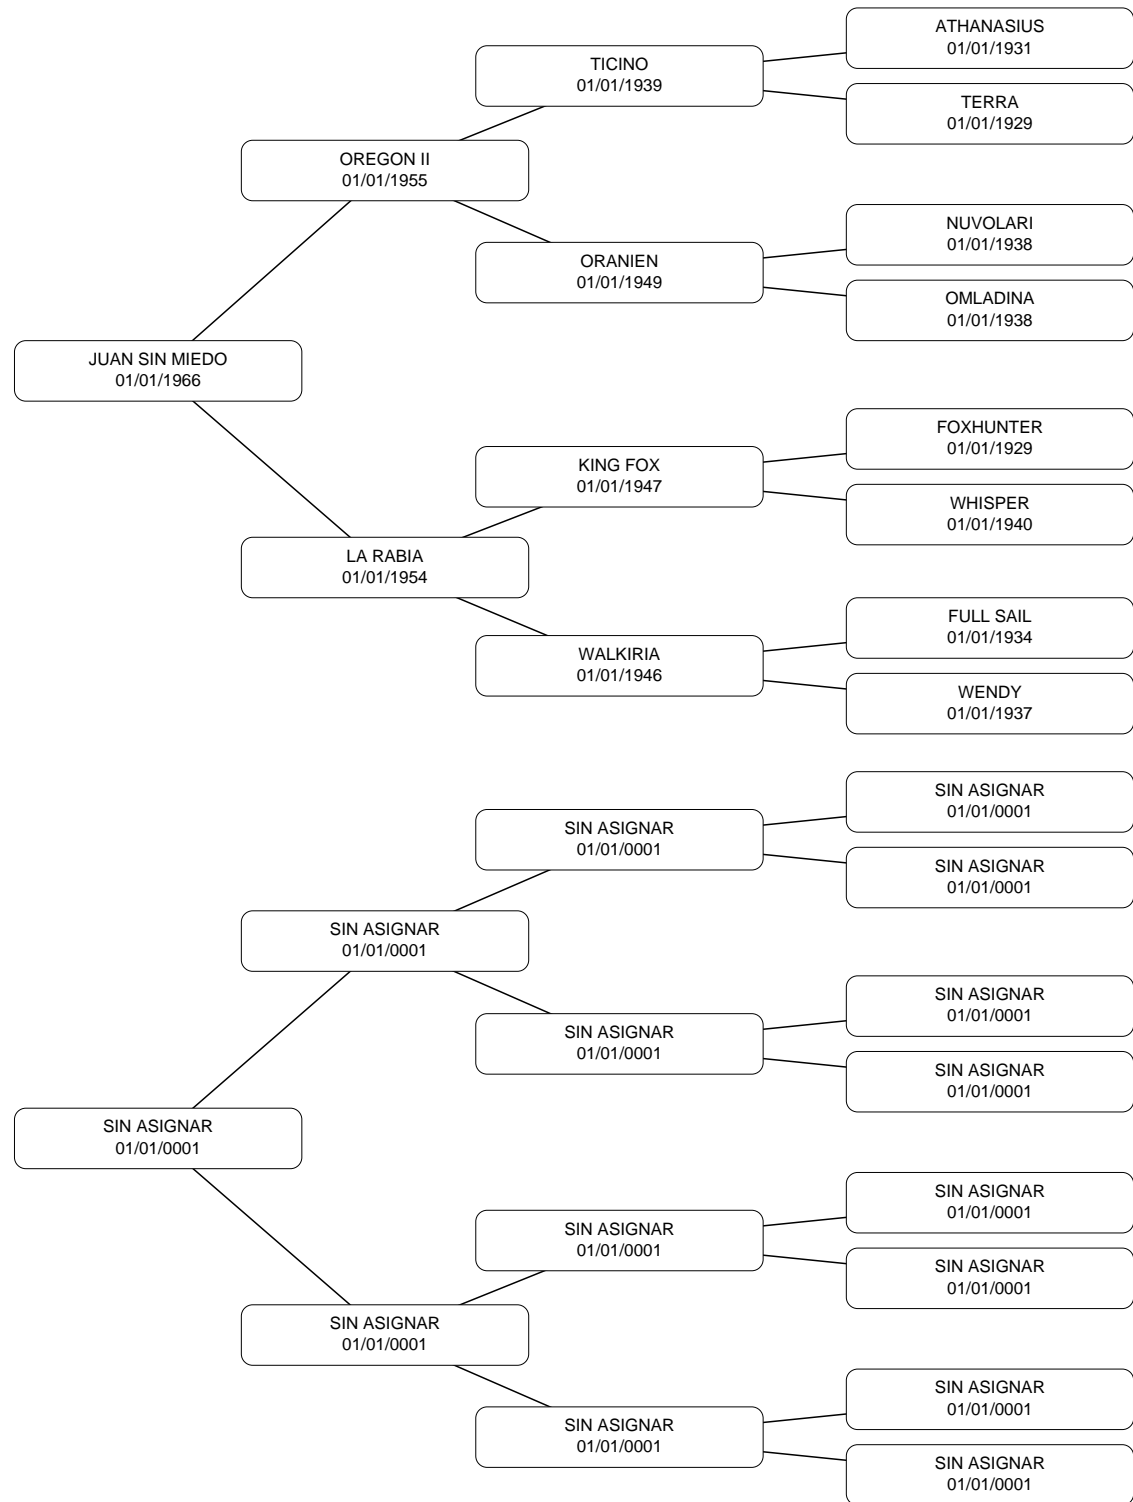 ATHANASIUS
01/01/1931
TICINO
01/01/1939
TERRA
01/01/1929
OREGON II
01/01/1955
NUVOLARI
01/01/1938
ORANIEN
01/01/1949
OMLADINA
01/01/1938
JUAN SIN MIEDO
01/01/1966
FOXHUNTER
01/01/1929
KING FOX
01/01/1947
WHISPER
01/01/1940
LA RABIA
01/01/1954
FULL SAIL
01/01/1934
WALKIRIA
01/01/1946
WENDY
01/01/1937
SIN ASIGNAR
01/01/0001
SIN ASIGNAR
01/01/0001
SIN ASIGNAR
01/01/0001
SIN ASIGNAR
01/01/0001
SIN ASIGNAR
01/01/0001
SIN ASIGNAR
01/01/0001
SIN ASIGNAR
01/01/0001
SIN ASIGNAR
01/01/0001
SIN ASIGNAR
01/01/0001
SIN ASIGNAR
01/01/0001
SIN ASIGNAR
01/01/0001
SIN ASIGNAR
01/01/0001
SIN ASIGNAR
01/01/0001
SIN ASIGNAR
01/01/0001
SIN ASIGNAR
01/01/0001